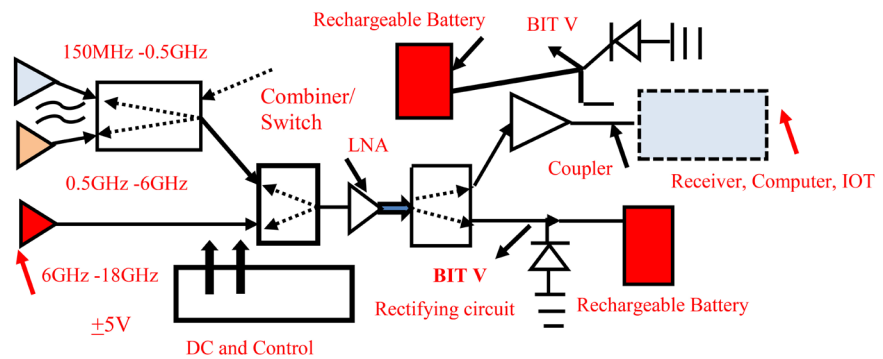 Rechargeable Battery
BIT V
150MHz -0.5GHz
Combiner/
Switch
LNA
Coupler
0.5GHz -6GHz
Receiver, Computer, IOT
6GHz -18GHz
BIT V
Rectifying circuit
Rechargeable Battery
±5V
DC and Control